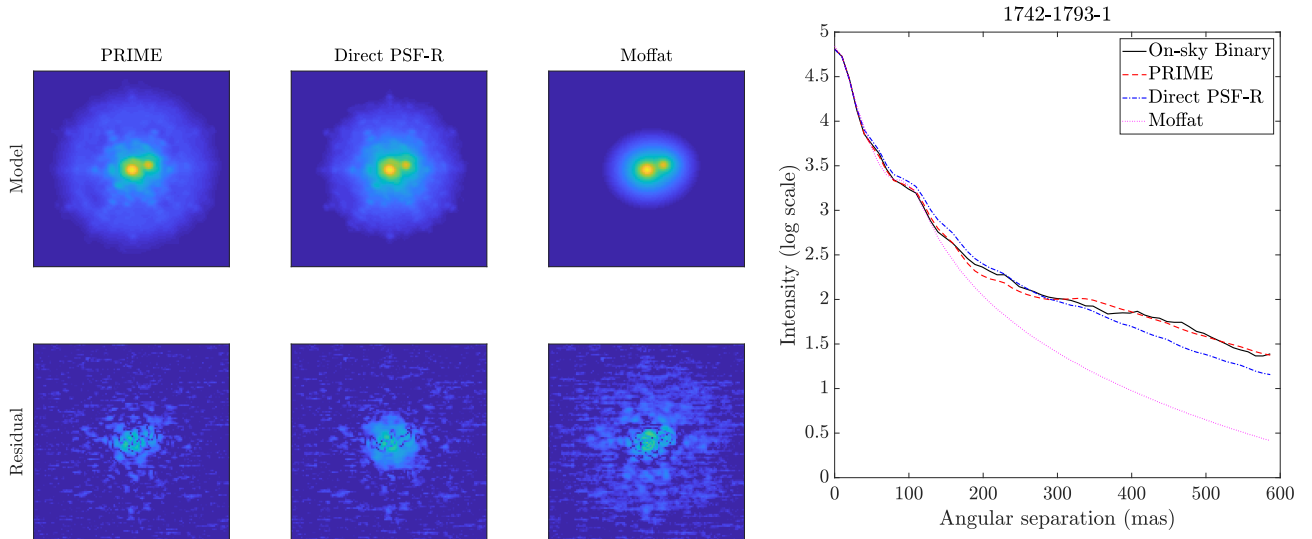 PRIME
Direct PSF-R
Moffat
Model
Residual
1742-1793-1
On-sky Binary
PRIME
Direct PSF-R
Moffat
Intensity (log scale)
5
4.5
4
3.5
3
2.5
2
1.5
1
0.5
0
0
100
200
300
400
500
600
Angular separation (mas)